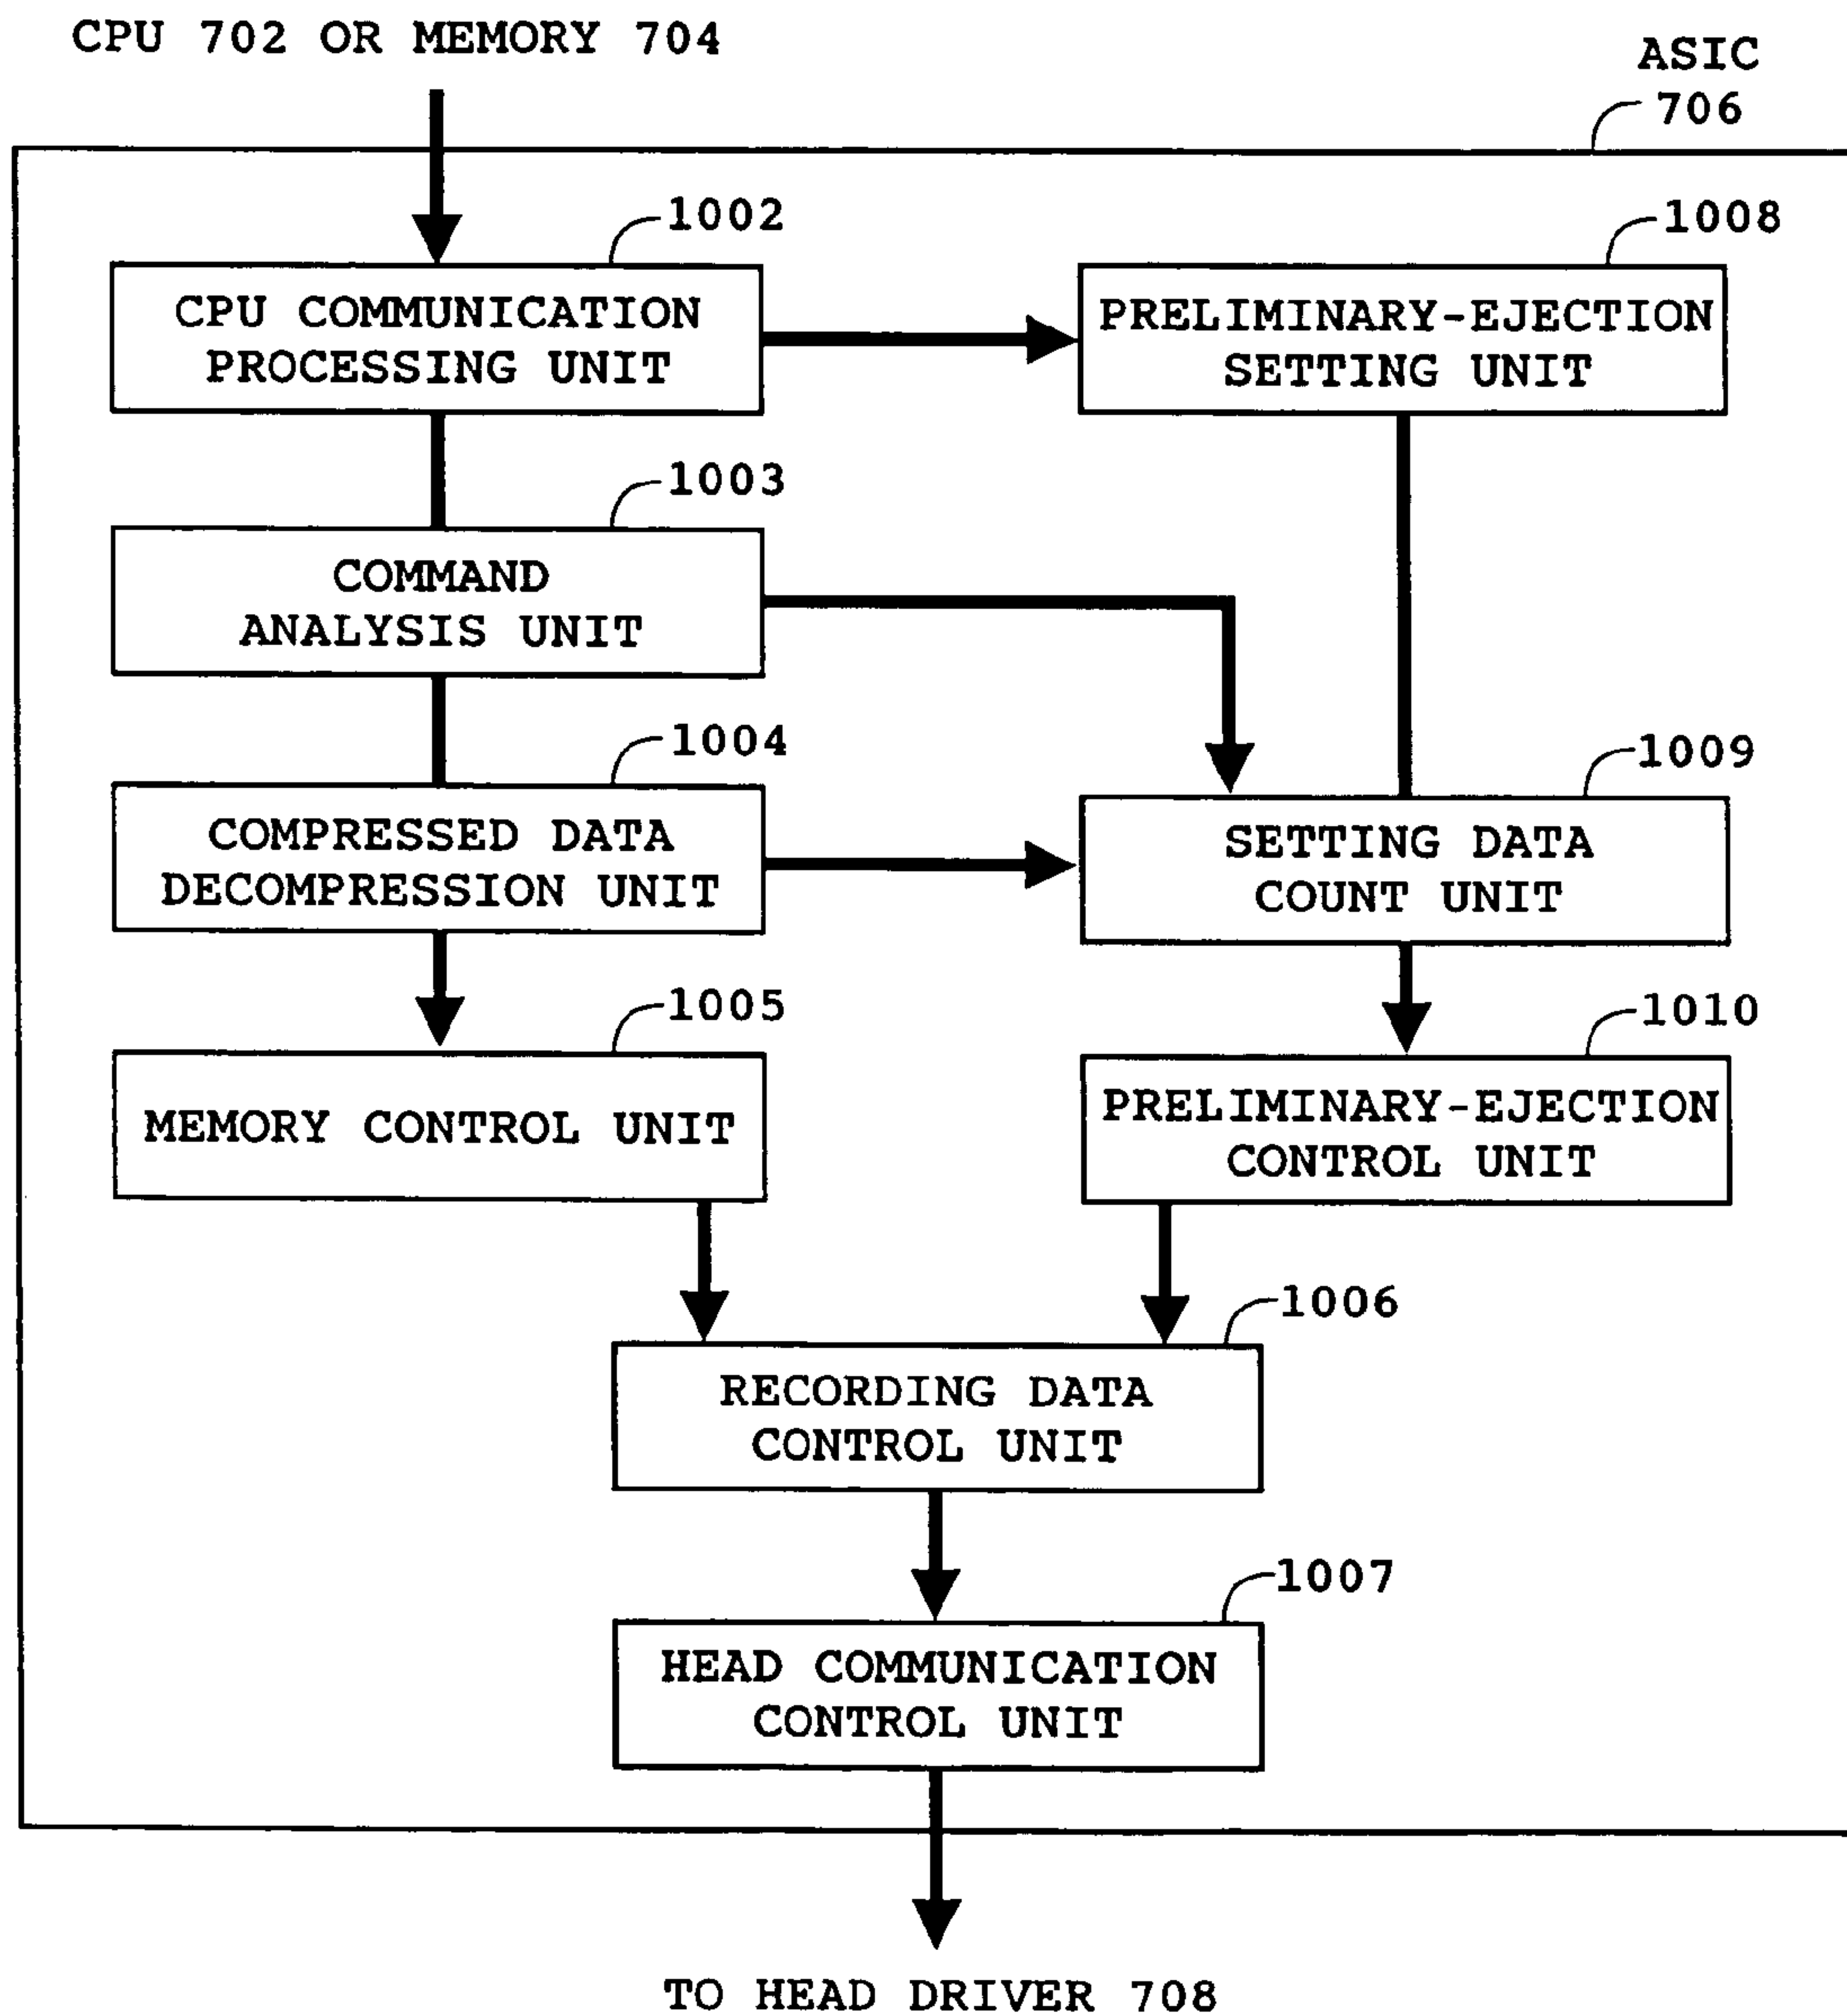 CPU 702 OR MEMORY 704
ASIC
706
1002
CPU COMMUNICATION
PROCESSING UNIT
1008
PRELIMINARY-EJECTION
SETTING UNIT
1003
COMMAND
ANALYSIS UNIT
1004
COMPRESSED DATA
DECOMPRESSION UNIT
1009
SETTING DATA
COUNT UNIT
1005
MEMORY CONTROL UNIT
1010
PRELIMINARY-EJECTION
CONTROL UNIT
1006
RECORDING DATA
CONTROL UNIT
1007
HEAD COMMUNICATION
CONTROL UNIT
TO HEAD DRIVER 708